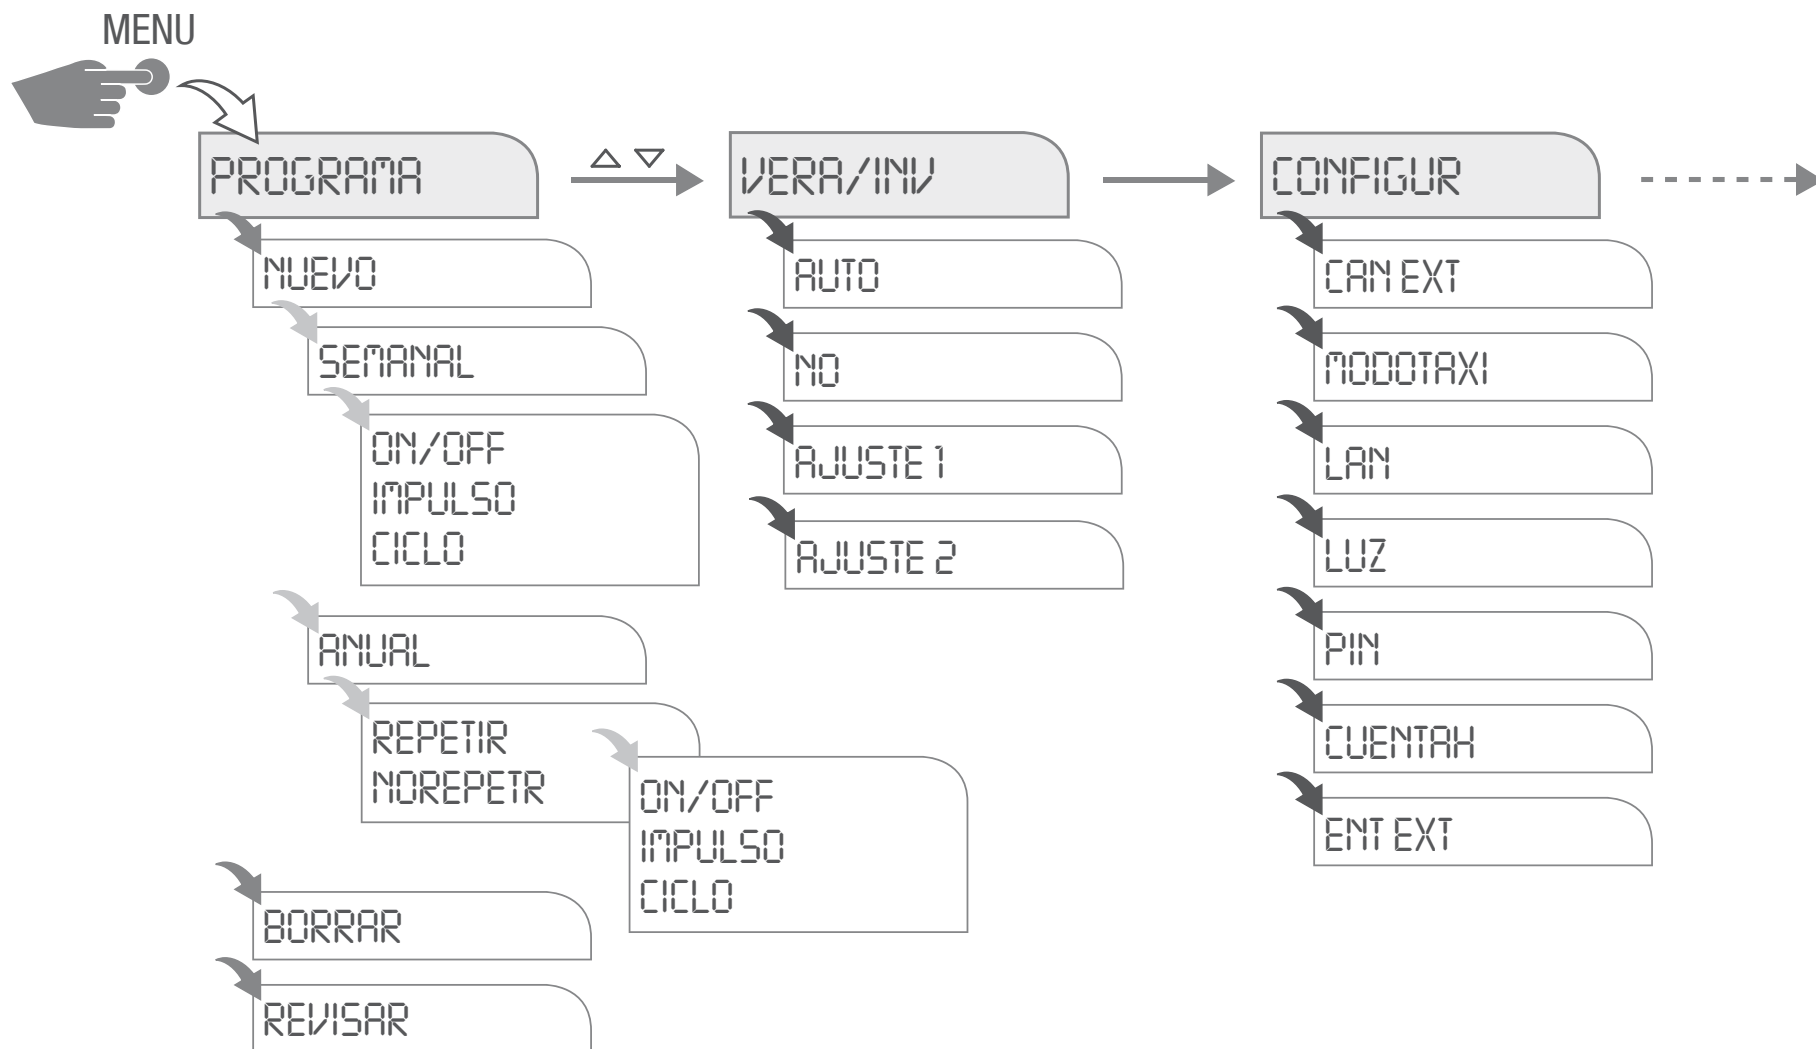 MENU
PROGRAMA
NUEVO
SEMANAL
ON/OFF
IMPULSO
CICLO
ANUAL
REPETIR
NOREPETR
ON/OFF
IMPULSO
CICLO
BORRAR
REVISAR
VERA/INV
AUTO
NO
AJUSTE 1
AJUSTE 2
CONFIGUR
CAN EXT
MODOTAXI
LAN
LUZ
PIN
CUENTAH
ENT EXT